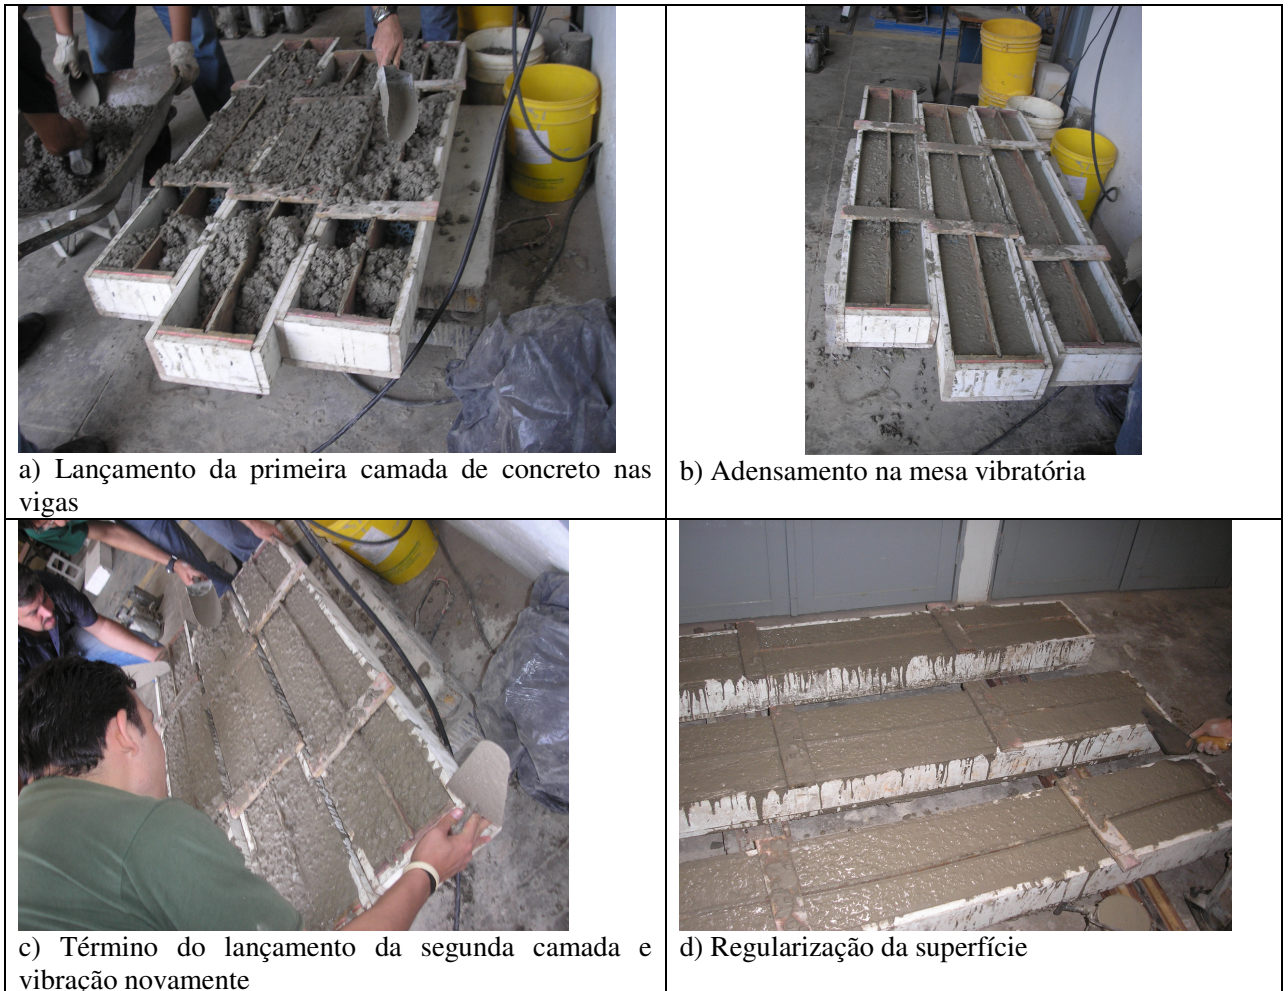 a) Lançamento da primeira camada de concreto nas
vigas
b) Adensamento na mesa vibratória
c) Término do lançamento da segunda camada e
vibração novamente
d) Regularização da superfície